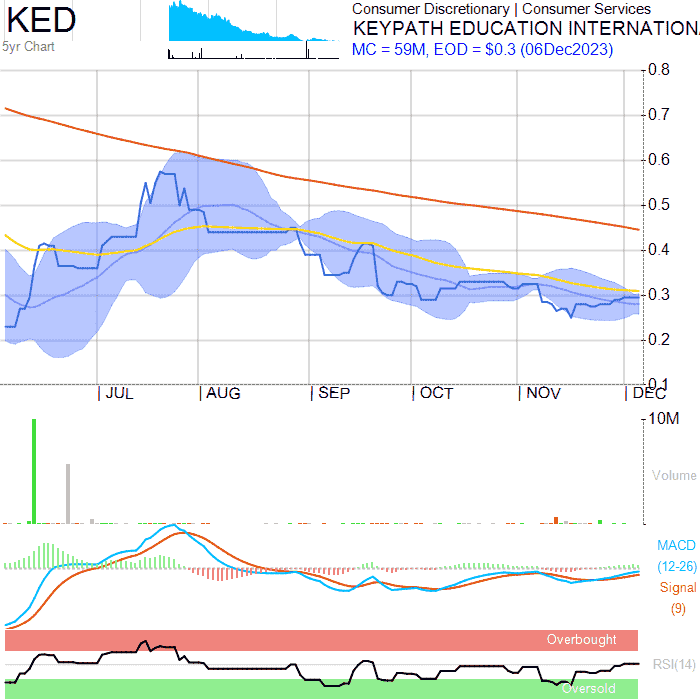 KED
Consumer Discretionary | Consumer Services
KEYPATH EDUCATION INTERNATION
5yr Chart
MC = 59M, EOD = $0.3 (06Dec2023)
0.8
0.7
0.6
0.5
0.4
0.3
0.2
0.1
|JUL |AUG |SEP |OCT |NOV |DEC
10M
Volume
MACD
(12-26)
Signal
(9)
Overbought
RSI(14)
Oversold